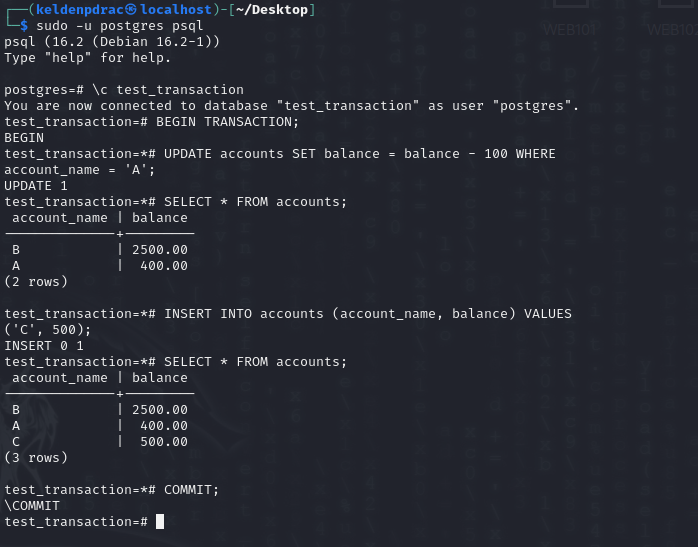 ┌──(keldenpdrac㉿localhost)-[~/Desktop]
└─$ sudo -u postgres psql
psql (16.2 (Debian 16.2-1))
Type "help" for help.
postgres=# \c test_transaction
You are now connected to database "test_transaction" as user "postgres".
test_transaction=# BEGIN TRANSACTION;
BEGIN
test_transaction=*# UPDATE accounts SET balance = balance - 100 WHERE
account_name = 'A';
UPDATE 1
test_transaction=*# SELECT * FROM accounts;
account_name | balance
--------------+---------
B | 2500.00
A | 400.00
(2 rows)
test_transaction=*# INSERT INTO accounts (account_name, balance) VALUES
('C', 500);
INSERT 0 1
test_transaction=*# SELECT * FROM accounts;
account_name | balance
--------------+---------
B | 2500.00
A | 400.00
C | 500.00
(3 rows)
test_transaction=*# COMMIT;
\COMMIT
test_transaction=#
WEB101
WEB102